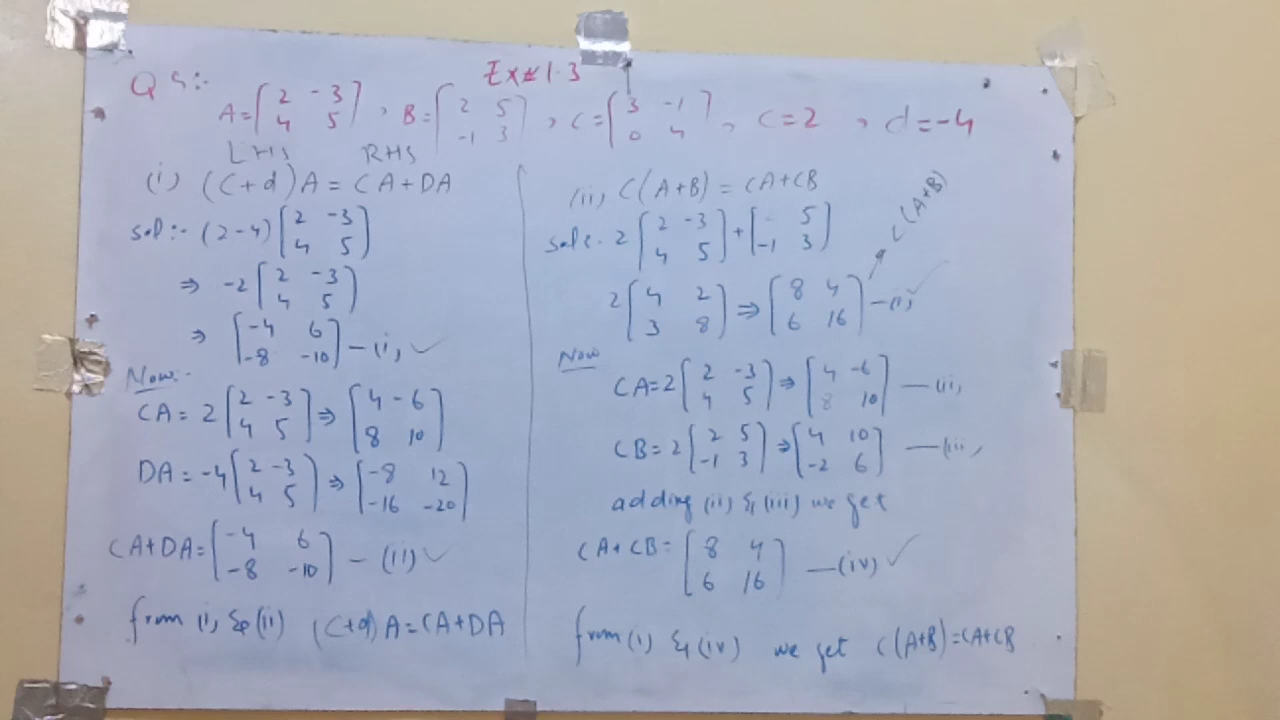 Ex#1.3
Q 5:-
A=[2 -3 4 5], B=[2 5 -1 3], C=[3 -1 0 4], C=2, d=-4
LHS RHS
(i) (C+d)A = CA+DA
sol:- (2-4)[2 -3 4 5]
⇒ -2[2 -3 4 5]
⇒ [-4 6 -8 -10] —(i) ✓
Now:-
CA = 2[2 -3 4 5] ⇒ [4 -6 8 10]
DA = -4[2 -3 4 5] ⇒ [-8 12 -16 -20]
CA+DA = [-4 6 -8 -10] —(ii) ✓
from (i) & (ii) (C+d)A = CA+DA
(ii) C(A+B) = CA+CB
sol:- 2[2 -3 4 5]+[5 -1 3]
C(A+B)
2[4 2 3 8] ⇒ [8 4 6 16] —(i) ✓
Now
CA=2[2 -3 4 5] ⇒ [4 -6 8 10] —(ii)
CB=2[2 5 -1 3] ⇒ [4 10 -2 6] —(iii)
adding (ii) & (iii) we get
CA+CB = [8 4 6 16] —(iv) ✓
from (i) & (iv) we get C(A+B)=CA+CB